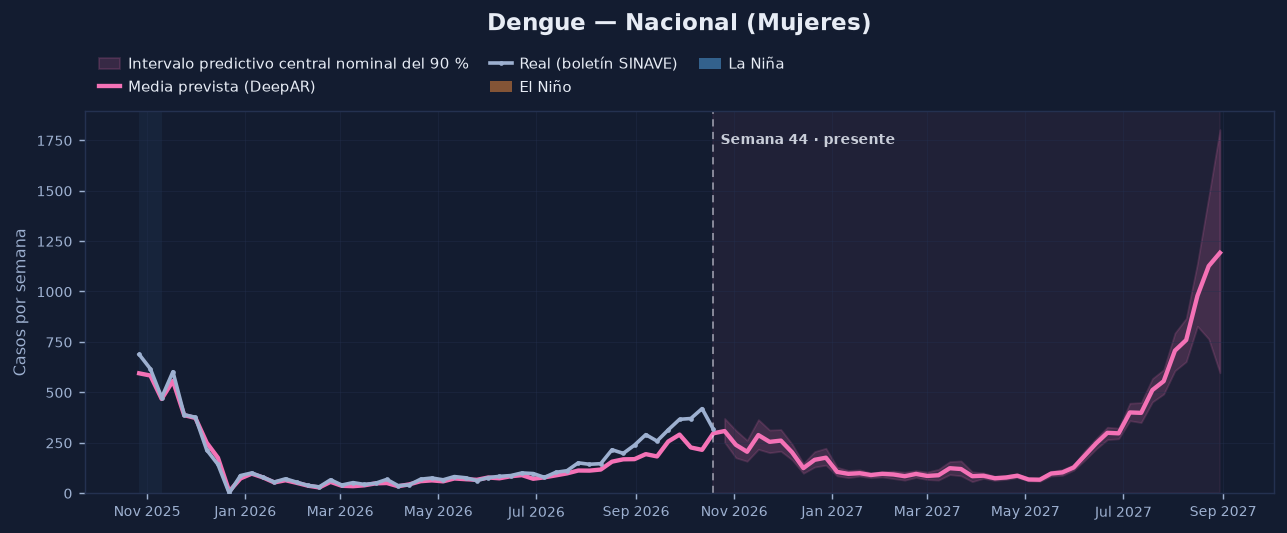 Dengue — Nacional (Mujeres)
Intervalo predictivo central nominal del 90 %
Real (boletín SINAVE)
La Niña
Media prevista (DeepAR)
El Niño
Semana 44 · presente
Casos por semana
1750
1500
1250
1000
750
500
250
0
Nov 2025
Jan 2026
Mar 2026
May 2026
Jul 2026
Sep 2026
Nov 2026
Jan 2027
Mar 2027
May 2027
Jul 2027
Sep 2027